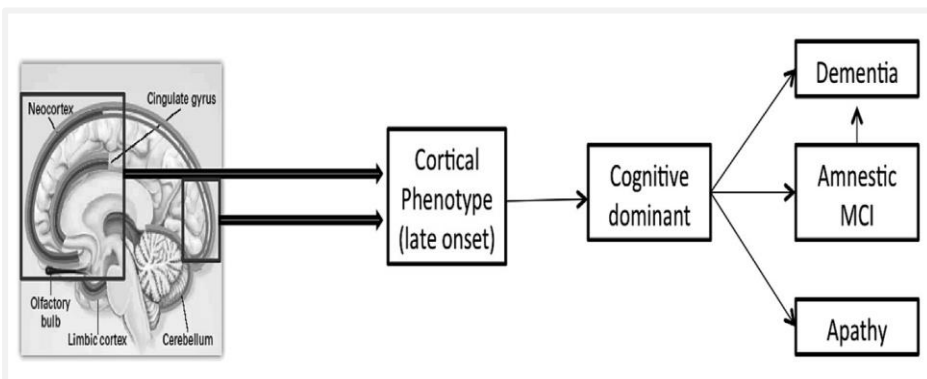 Neocortex
Cingulate gyrus
Olfactory
bulb
Limbic cortex
Cerebellum
Cortical
Phenotype
(late onset)
Cognitive
dominant
Dementia
Amnestic
MCI
Apathy